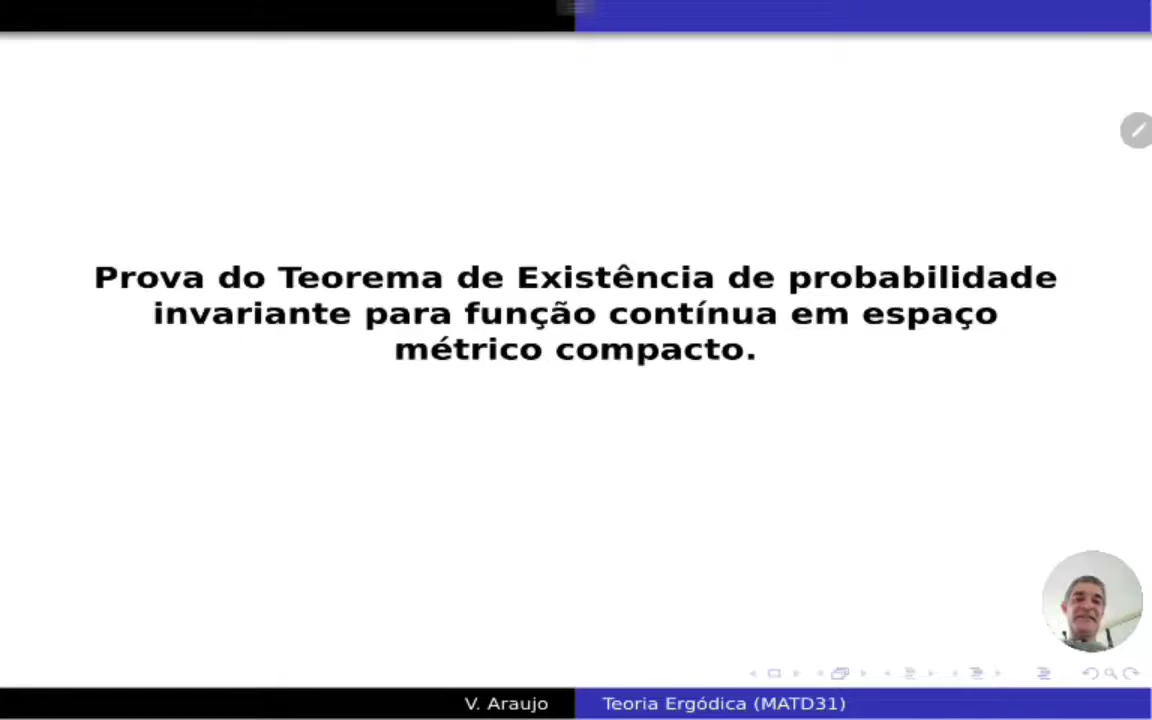 Prova do Teorema de Existência de probabilidade
invariante para função contínua em espaço
métrico compacto.
V. Araujo
Teoria Ergódica (MATD31)